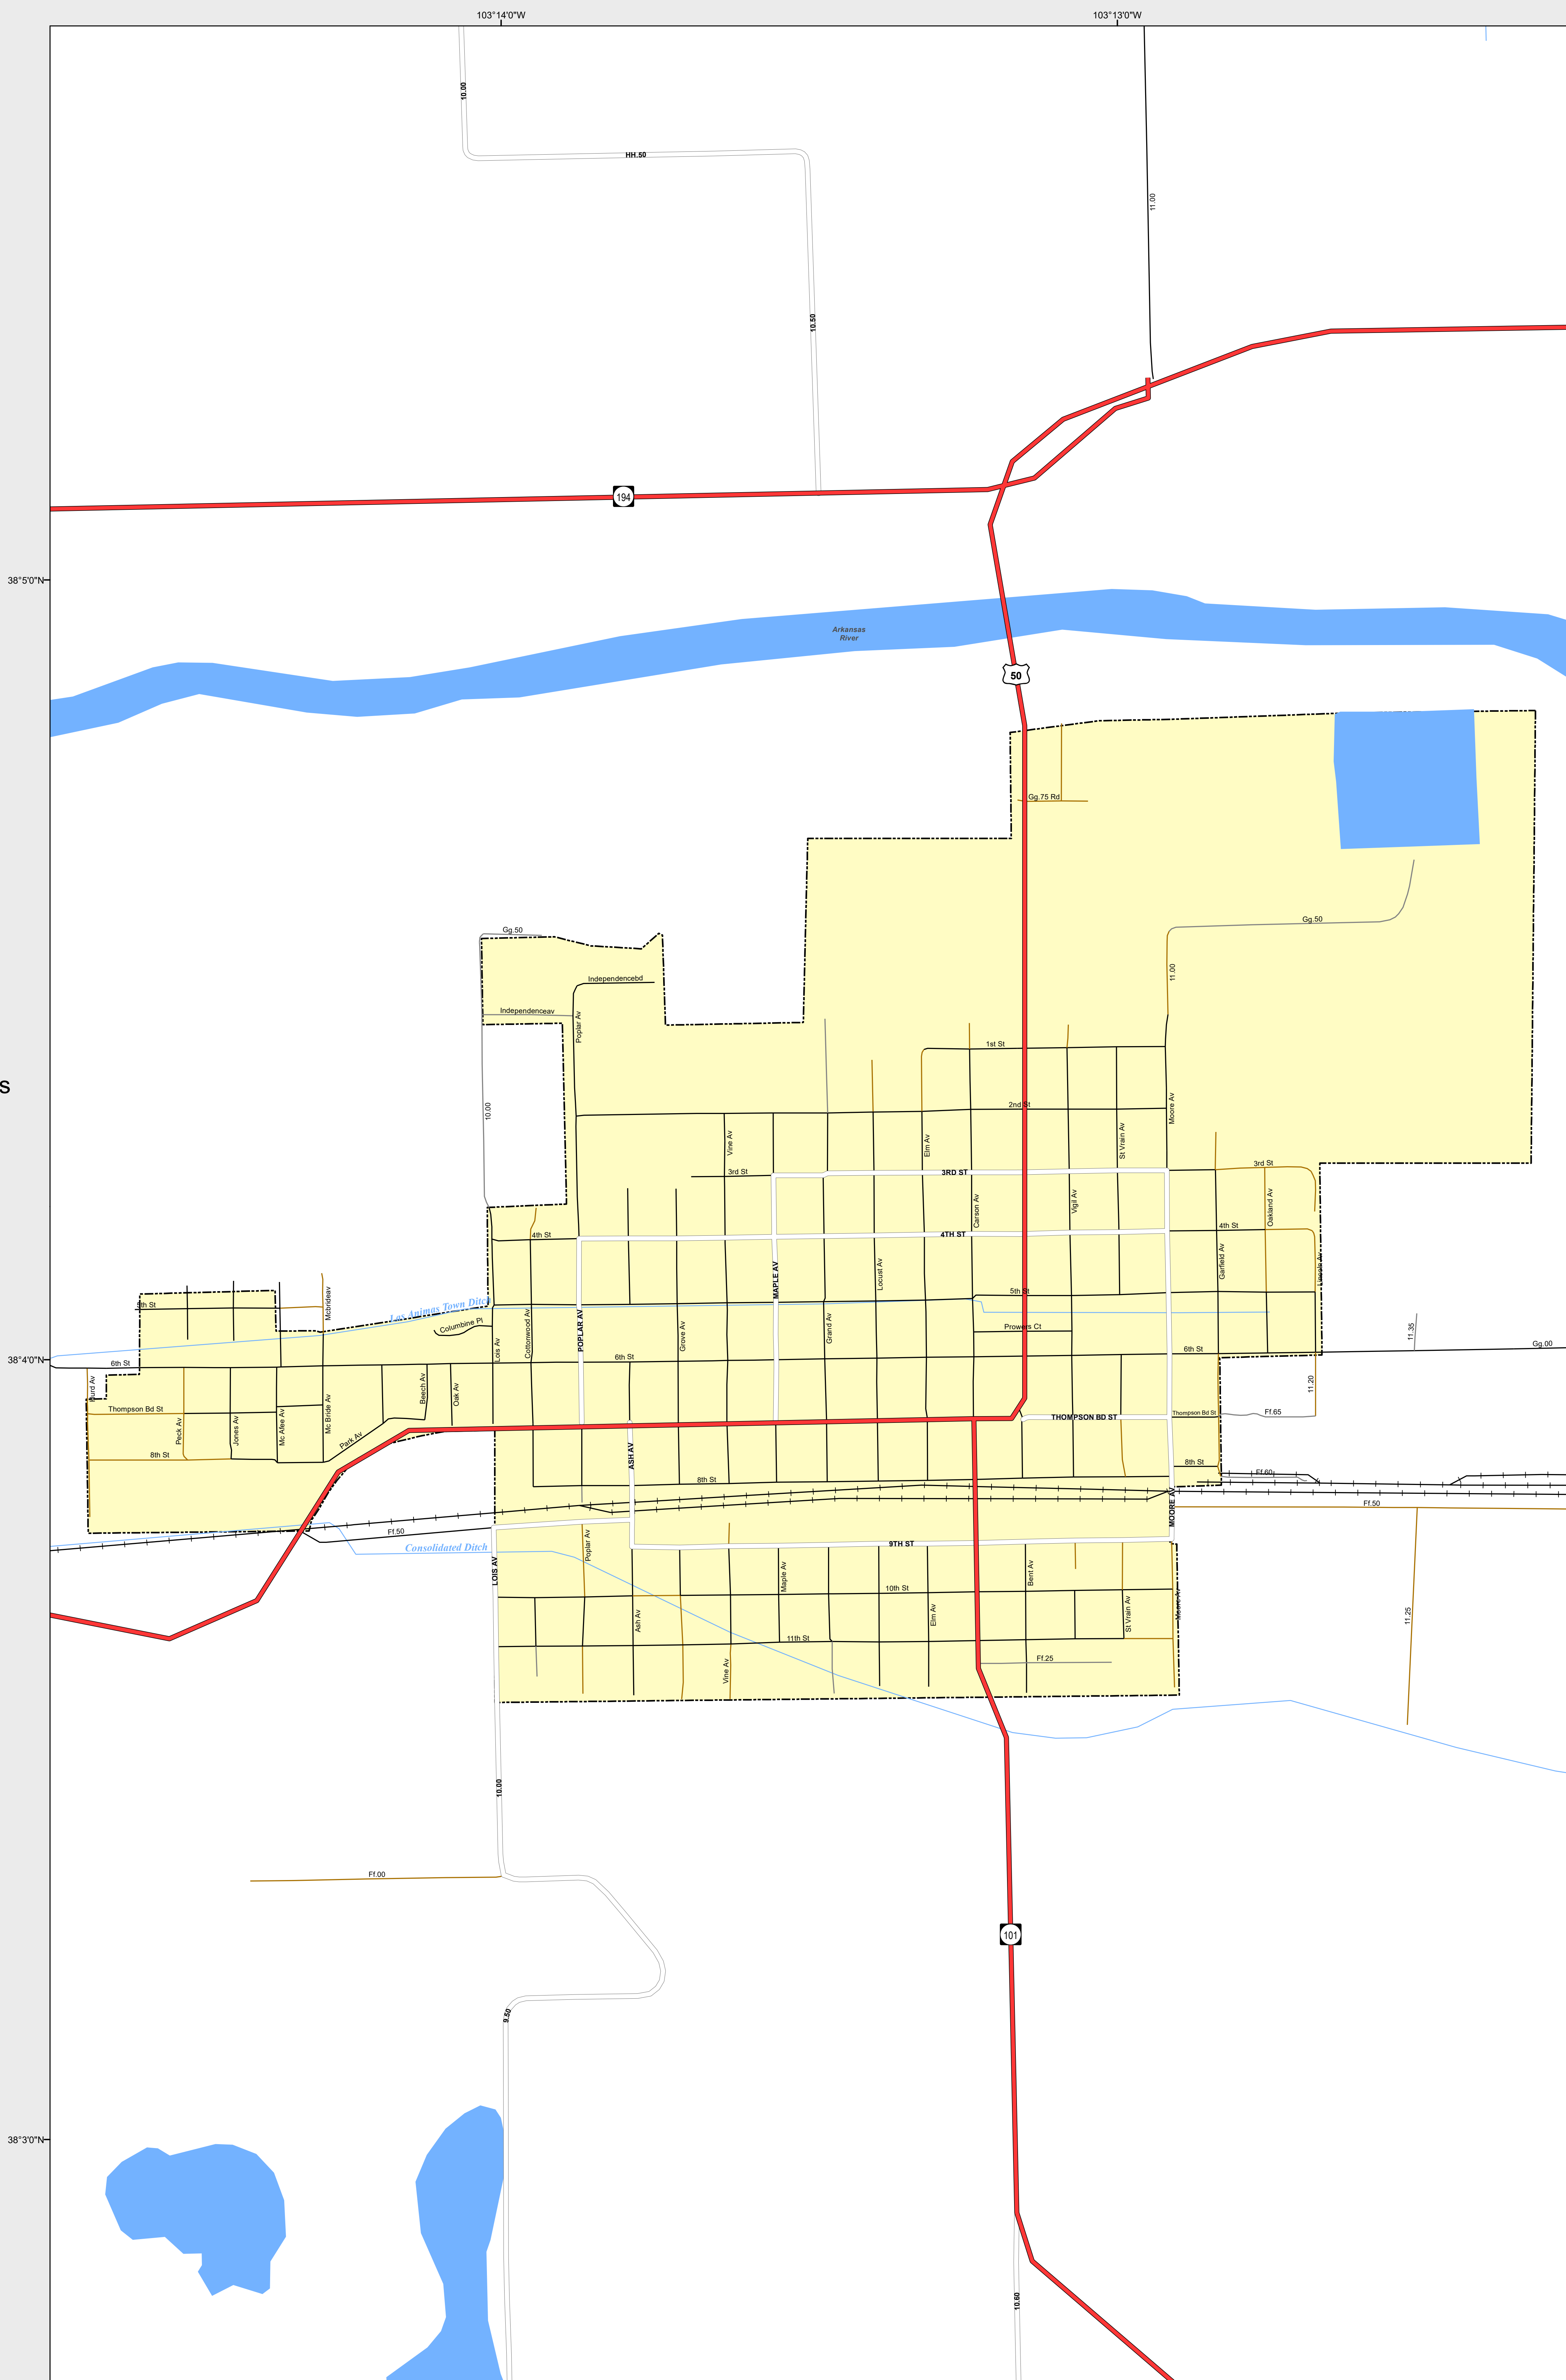 103°14'0"W
103°13'0"W
10.00
HH.50
11.00
10.50
194
38°5'0"N
Arkansas
River
50
Gg.75 Rd
Gg.50
Gg.50
11.00
Independencebd
Independenceav
Poplar Av
1st St
S
10.00
2nd St
Moore Av
Vine Av
Elm Av
St Vrain Av
3rd St
3RD ST
3rd St
Carson Av
Vigil Av
Oakland Av
4th St
4TH ST
4th St
Garfield Av
Lincoln Av
MAPLE AV
Locust Av
5th St
5th St
Mcbrideav
Las Animas Town Ditch
Columbine Pl
Lois Av
Cottonwood Av
POPLAR AV
Grove Av
Grand Av
Prowers Ct
11.35
Gg.00
38°4'0"N
6th St
6th St
6th St
11.20
Peck Av
Jones Av
Mc Afee Av
Mc Bride Av
Beech Av
Oak Av
Thompson Bd St
THOMPSON BD ST
Thompson Bd St
Ff.65
Park Av
8th St
ASH AV
8th St
8th St
Ff.60
MOORE AV
Ff.50
Ff.50
Consolidated Ditch
LOIS AV
Poplar Av
9TH ST
Maple Av
Bent Av
10th St
Ash Av
Elm Av
St Vrain Av
Moore Av
11.25
11th St
Vine Av
Ff.25
10.00
Ff.00
101
9.50
38°3'0"N
10.60